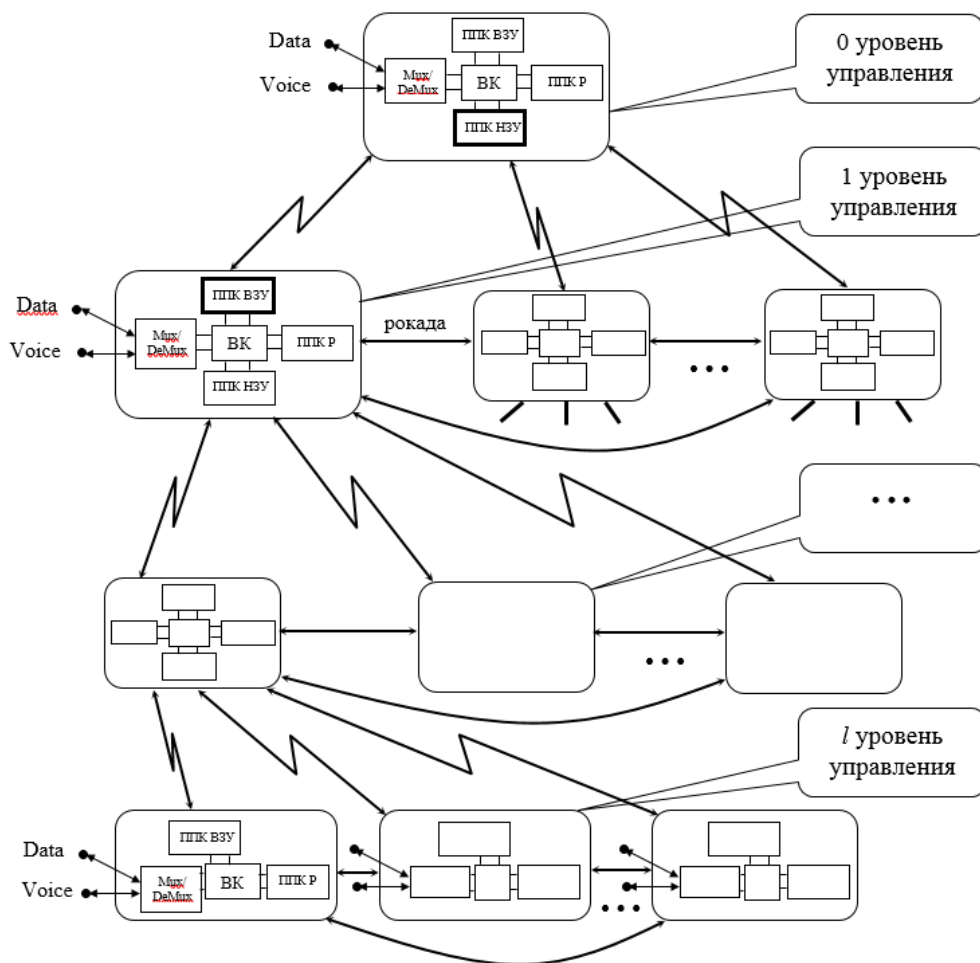 ППК ВЗУ
Data
Mux/
DeMux
ВК
ППК Р
Voice
ППК НЗУ
0 уровень
управления
1 уровень
управления
ППК ВЗУ
Data
Mux/
DeMux
ВК
ППК Р
Voice
ППК НЗУ
рокада
•••
•••
•••
l уровень
управления
ППК ВЗУ
Data
Mux/
DeMux
ВК
ППК Р
Voice
•••